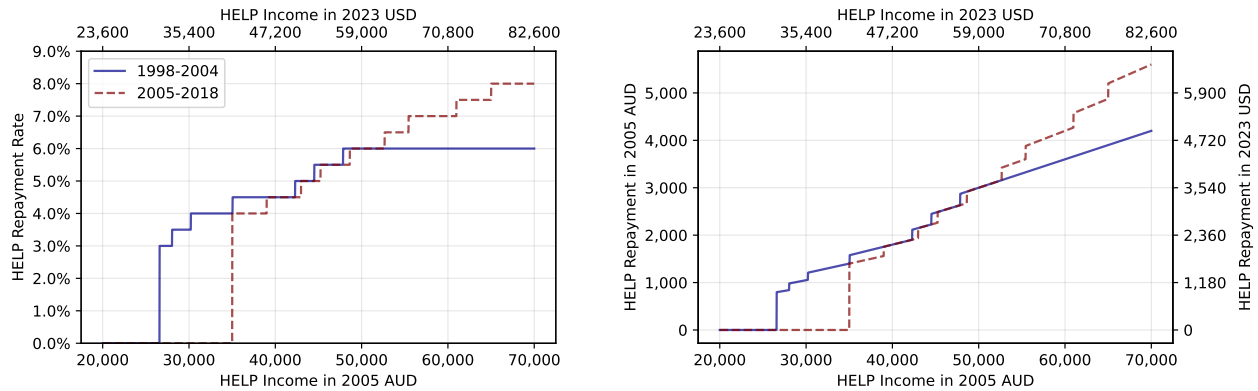 HELP Income in 2023 USD
23,600 35,400 47,200 59,000 70,800 82,600
9.0%
8.0%
7.0%
6.0%
5.0%
4.0%
3.0%
2.0%
1.0%
0.0%
HELP Repayment Rate
1998-2004
2005-2018
20,000 30,000 40,000 50,000 60,000 70,000
HELP Income in 2005 AUD
HELP Income in 2023 USD
23,600 35,400 47,200 59,000 70,800 82,600
HELP Repayment in 2005 AUD
5,000
4,000
3,000
2,000
1,000
0
5,900
4,720
3,540
2,360
1,180
0
HELP Repayment in 2023 USD
20,000 30,000 40,000 50,000 60,000 70,000
HELP Income in 2005 AUD